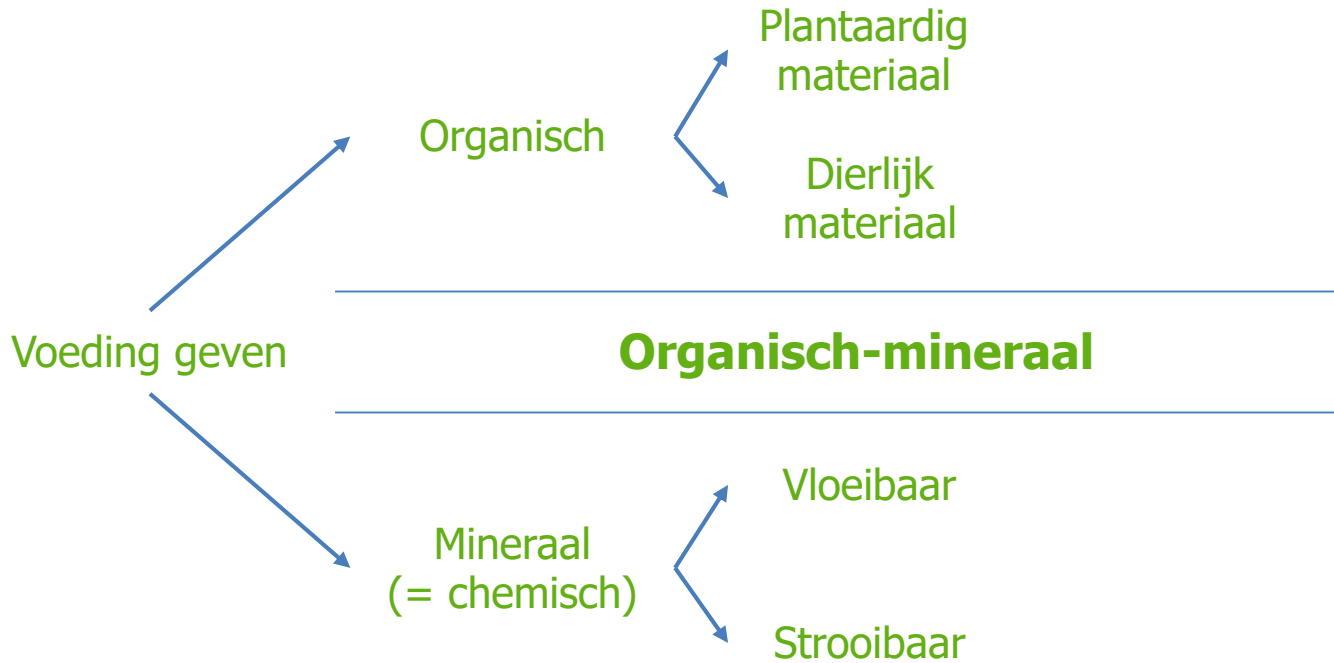 Plantaardig
materiaal
Organisch
Dierlijk
materiaal
Voeding geven
Organisch-mineraal
Vloeibaar
Mineraal
(= chemisch)
Strooibaar